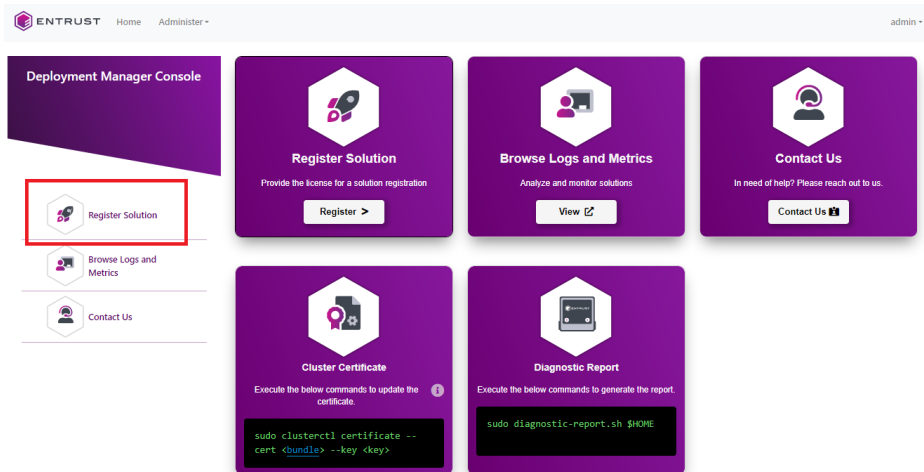 ENTRUST Home Administer admin
Deployment Manager Console
Register Solution
Browse Logs and
Metrics
Contact Us
Register Solution
Provide the license for a solution registration
Register >
Browse Logs and Metrics
Analyze and monitor solutions
View
Contact Us
In need of help? Please reach out to us.
Contact Us
Cluster Certificate
Execute the below commands to update the
certificate.
i
sudo clusterctl certificate --
cert <bundle> --key <key>
ENTRUST
Diagnostic Report
Execute the below commands to generate the report.
sudo diagnostic-report.sh $HOME